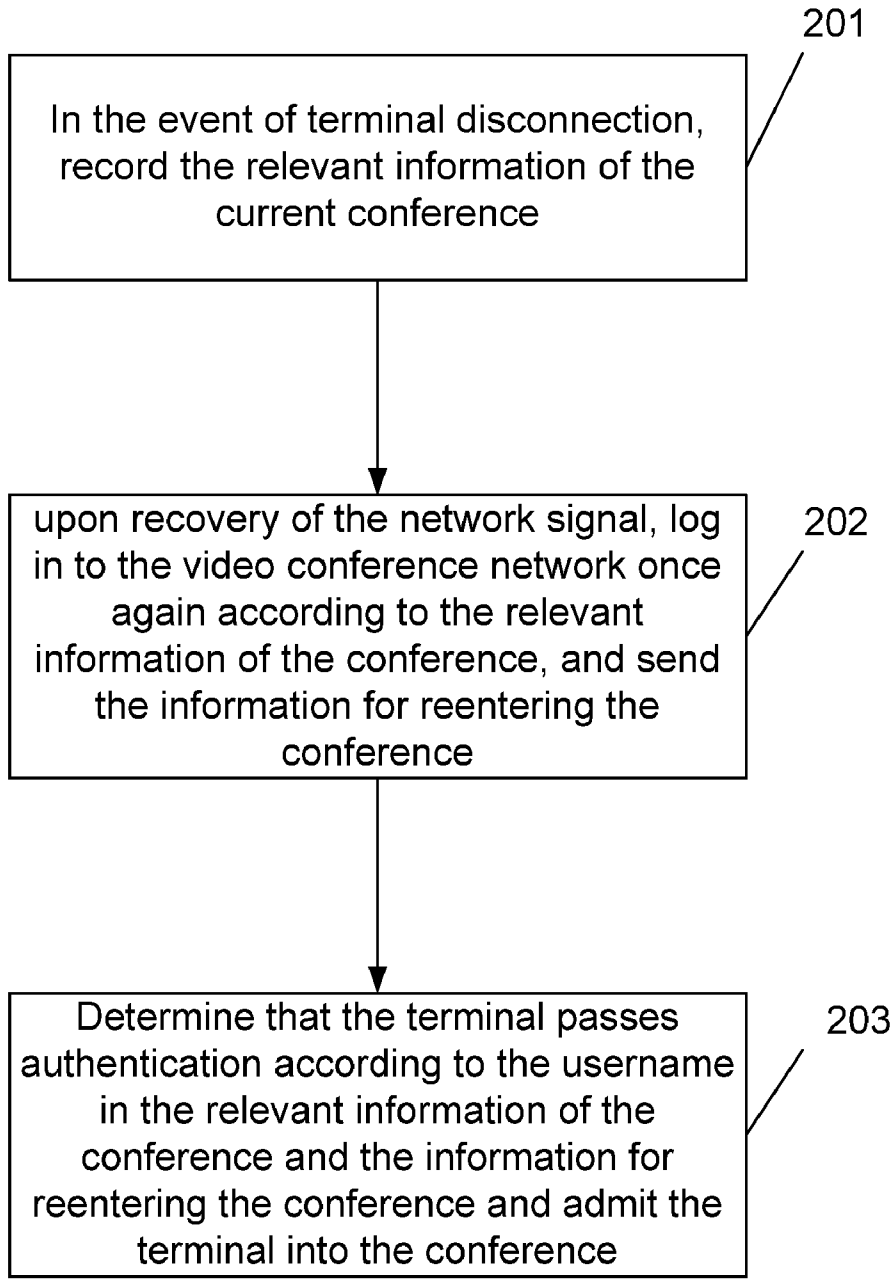 201
In the event of terminal disconnection,
record the relevant information of the
current conference
upon recovery of the network signal, log
in to the video conference network once
again according to the relevant
information of the conference, and send
the information for reentering the
conference
202
Determine that the terminal passes
authentication according to the username
in the relevant information of the
conference and the information for
reentering the conference and admit the
terminal into the conference
203